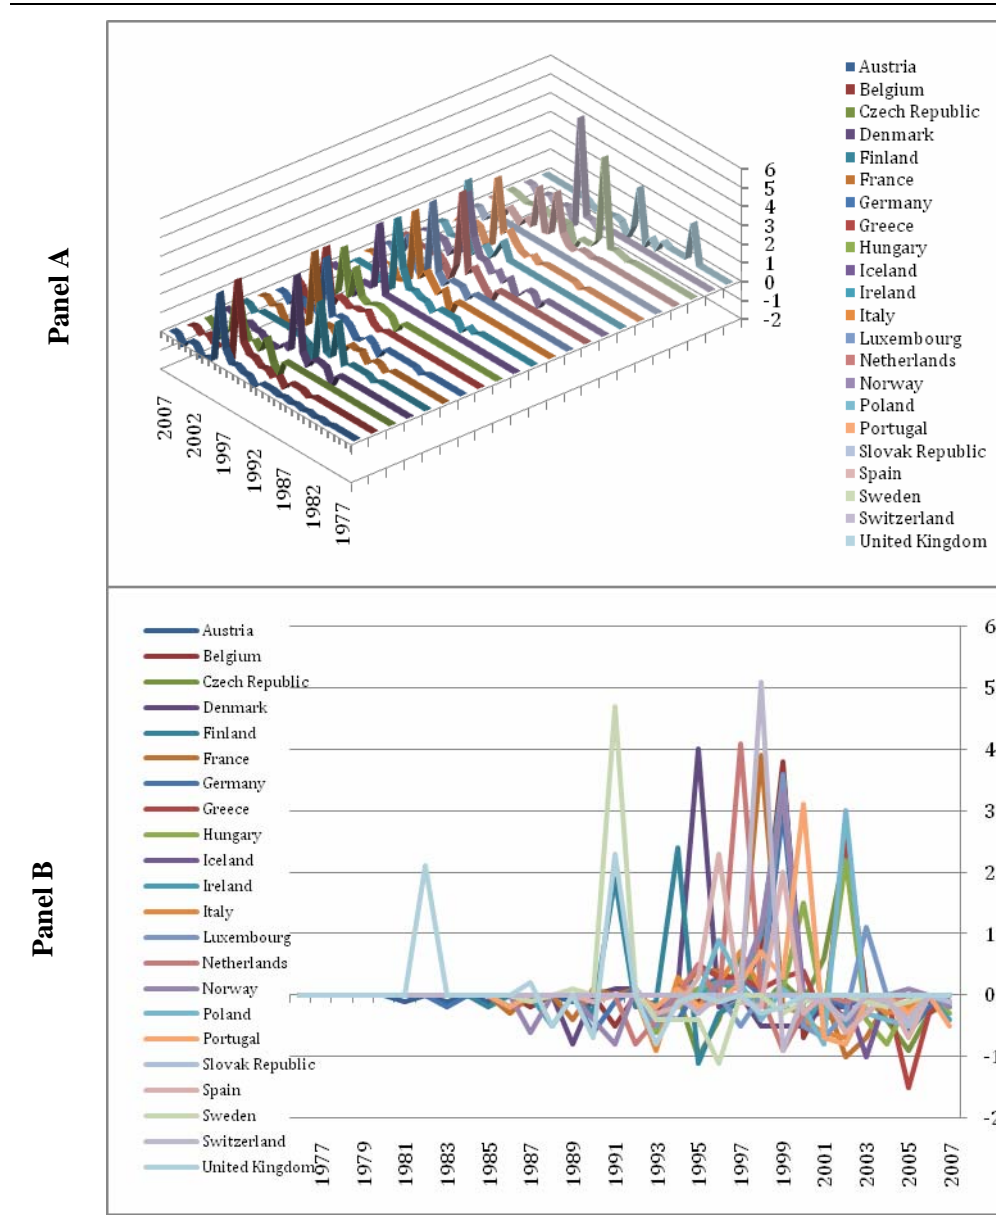 Panel A
Austria
Belgium
Czech Republic
Denmark
Finland
France
Germany
Greece
Hungary
Iceland
Ireland
Italy
Luxembourg
Netherlands
Norway
Poland
Portugal
Slovak Republic
Spain
Sweden
Switzerland
United Kingdom
6
5
4
3
2
1
0
-1
-2
2007
2002
1997
1992
1987
1982
1977
Panel B
Austria
Belgium
Czech Republic
Denmark
Finland
France
Germany
Greece
Hungary
Iceland
Ireland
Italy
Luxembourg
Netherlands
Norway
Poland
Portugal
Slovak Republic
Spain
Sweden
Switzerland
United Kingdom
6
5
4
3
2
1
0
-1
-2
1977 1979 1981 1983 1985 1987 1989 1991 1993 1995 1997 1999 2001 2003 2005 2007